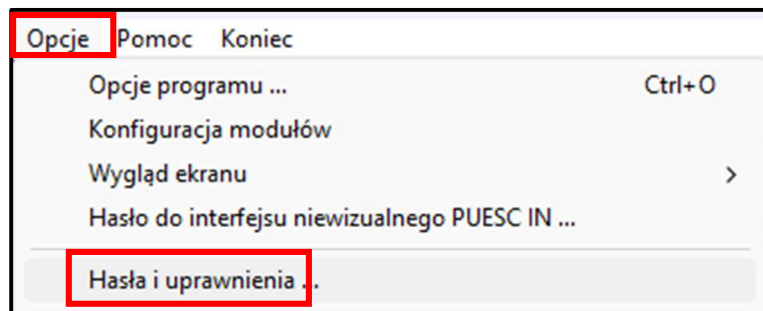 Opcje Pomoc Koniec
Opcje programu ... Ctrl+O
Konfiguracja modułów
Wygląd ekranu
Hasło do interfejsu niewizualnego PUESC IN ...
Hasła i uprawnienia ...